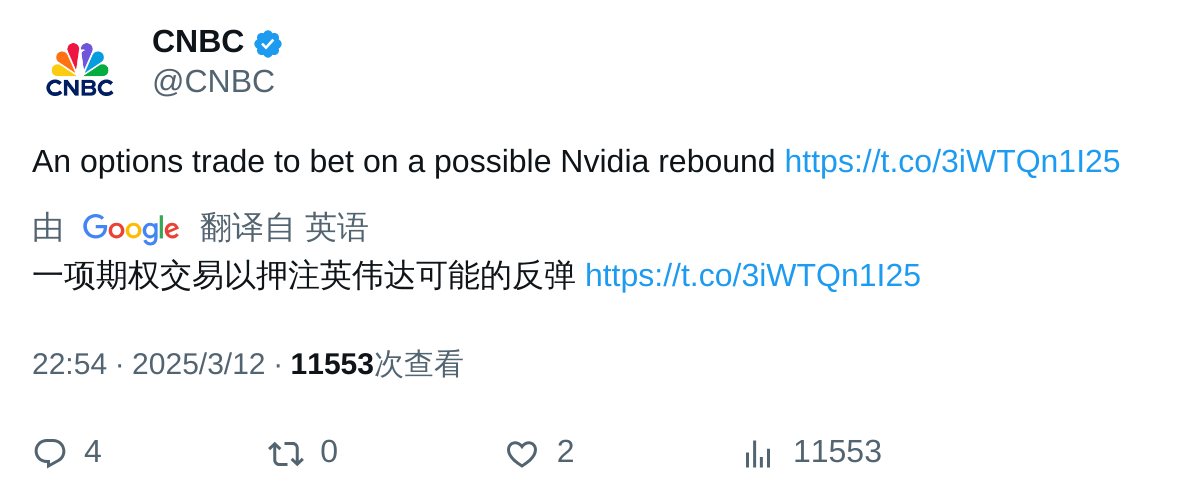 CNBC
CNBC
@CNBC
An options trade to bet on a possible Nvidia rebound https://t.co/3iWTQn1I25
由 Google 翻译自 英语
一项期权交易以押注英伟达可能的反弹 https://t.co/3iWTQn1I25
22:54 · 2025/3/12 · 11553次查看
4 0 2 11553